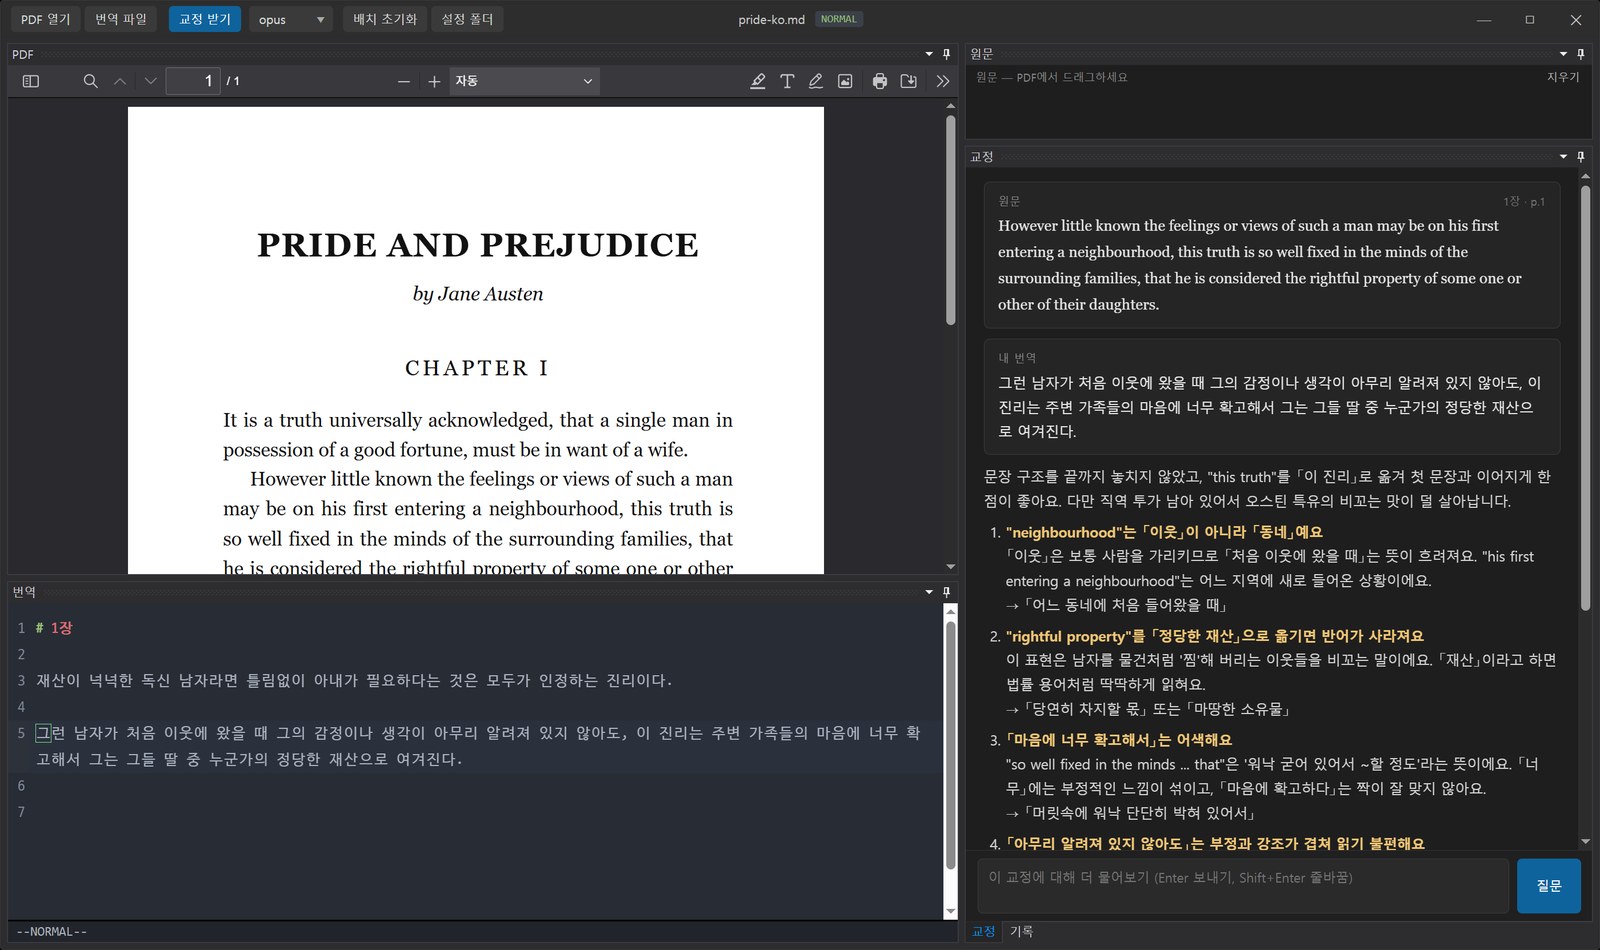 PDF 열기 번역 파일 교정 받기 opus 배치 초기화 설정 폴더 pride-ko.md NORMAL
PDF
1 / 1 자동
PRIDE AND PREJUDICE
by Jane Austen
CHAPTER I
It is a truth universally acknowledged, that a single man in
possession of a good fortune, must be in want of a wife.
However little known the feelings or views of such a man
may be on his first entering a neighbourhood, this truth is
so well fixed in the minds of the surrounding families, that
he is considered the rightful property of some one or other
번역
1 # 1장
2
3 재산이 넉넉한 독신 남자라면 틀림없이 아내가 필요하다는 것은 모두가 인정하는 진리이다.
4
5 그런 남자가 처음 이웃에 왔을 때 그의 감정이나 생각이 아무리 알려져 있지 않아도, 이 진리는 주변 가족들의 마음에 너무 확
고해서 그는 그들 딸 중 누군가의 정당한 재산으로 여겨진다.
6
7
--NORMAL--
원문
원문 — PDF에서 드래그하세요 지우기
교정
원문 1장 · p.1
However little known the feelings or views of such a man may be on his first
entering a neighbourhood, this truth is so well fixed in the minds of the
surrounding families, that he is considered the rightful property of some one or
other of their daughters.
내 번역
그런 남자가 처음 이웃에 왔을 때 그의 감정이나 생각이 아무리 알려져 있지 않아도, 이
진리는 주변 가족들의 마음에 너무 확고해서 그는 그들 딸 중 누군가의 정당한 재산으
로 여겨진다.
문장 구조를 끝까지 놓치지 않았고, "this truth"를 「이 진리」로 옮겨 첫 문장과 이어지게 한
점이 좋아요. 다만 직역 투가 남아 있어서 오스틴 특유의 비꼬는 맛이 덜 살아납니다.
1. "neighbourhood"는 「이웃」이 아니라 「동네」예요
「이웃」은 보통 사람을 가리키므로 「처음 이웃에 왔을 때」는 뜻이 흐려져요. "his first
entering a neighbourhood"는 어느 지역에 새로 들어온 상황이에요.
→ 「어느 동네에 처음 들어왔을 때」
2. "rightful property"를 「정당한 재산」으로 옮기면 반어가 사라져요
이 표현은 남자를 물건처럼 '찜'해 버리는 이웃들을 비꼬는 말이에요. 「재산」이라고 하면
법률 용어처럼 딱딱하게 읽혀요.
→ 「당연히 차지할 몫」 또는 「마땅한 소유물」
3. 「마음에 너무 확고해서」는 어색해요
"so well fixed in the minds ... that"은 '워낙 굳어 있어서 ~할 정도'라는 뜻이에요. 「너
무」에는 부정적인 느낌이 섞이고, 「마음에 확고하다」는 짝이 잘 맞지 않아요.
→ 「머릿속에 워낙 단단히 박혀 있어서」
4. 「아무리 알려져 있지 않아도」는 부정과 강조가 겹쳐 읽기 불편해요
이 교정에 대해 더 물어보기 (Enter 보내기, Shift+Enter 줄바꿈)
질문
교정 기록